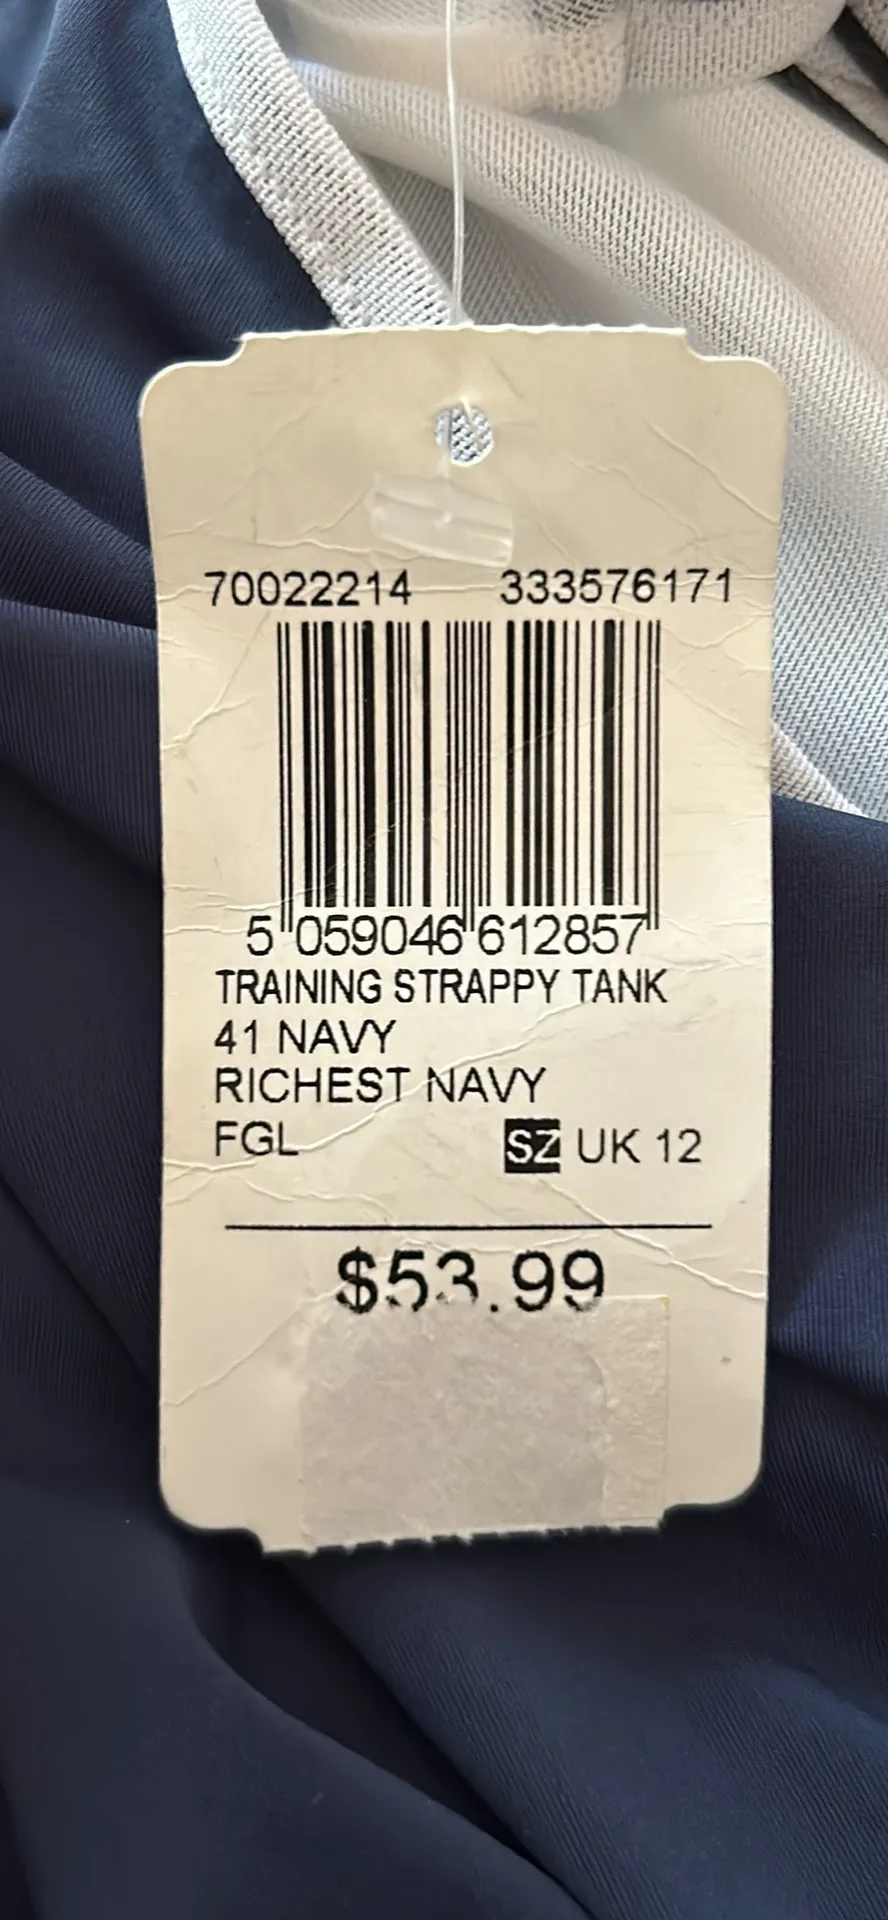 70022214 333576171
5 059046 612857
TRAINING STRAPPY TANK
41 NAVY
RICHEST NAVY
FGL SZ UK 12
$53.99